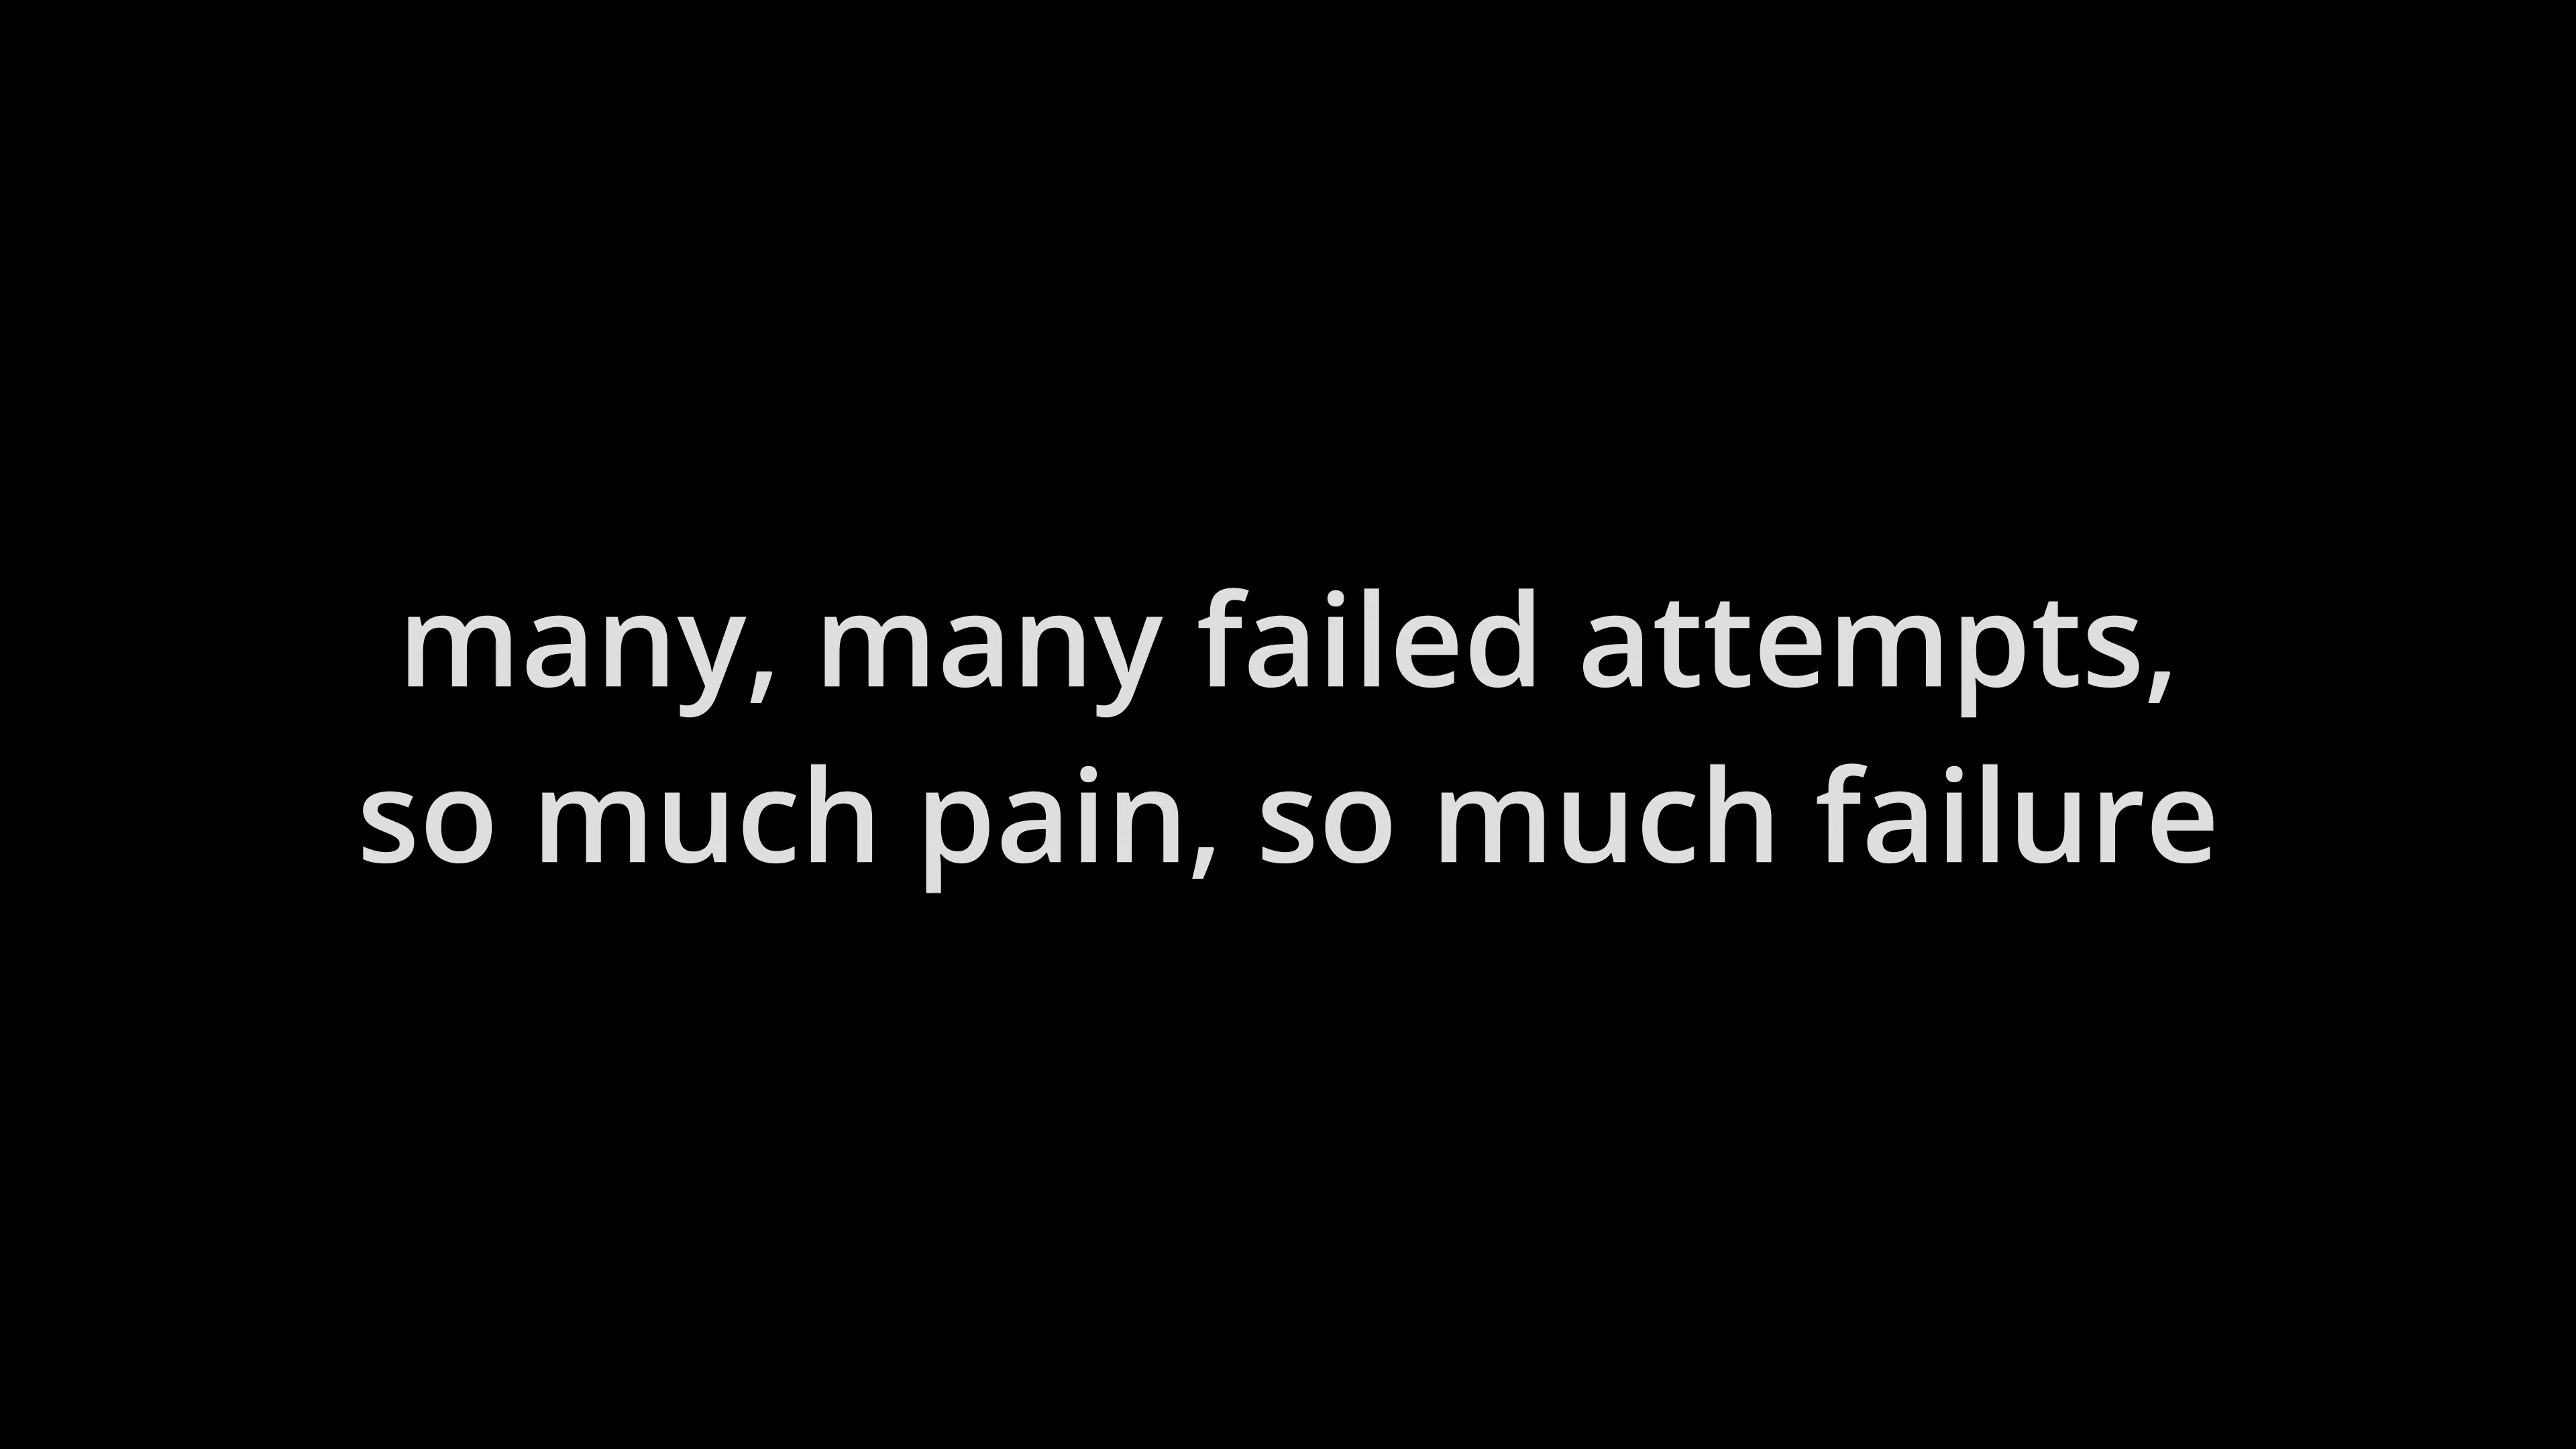 many, many failed attempts,
so much pain, so much failure